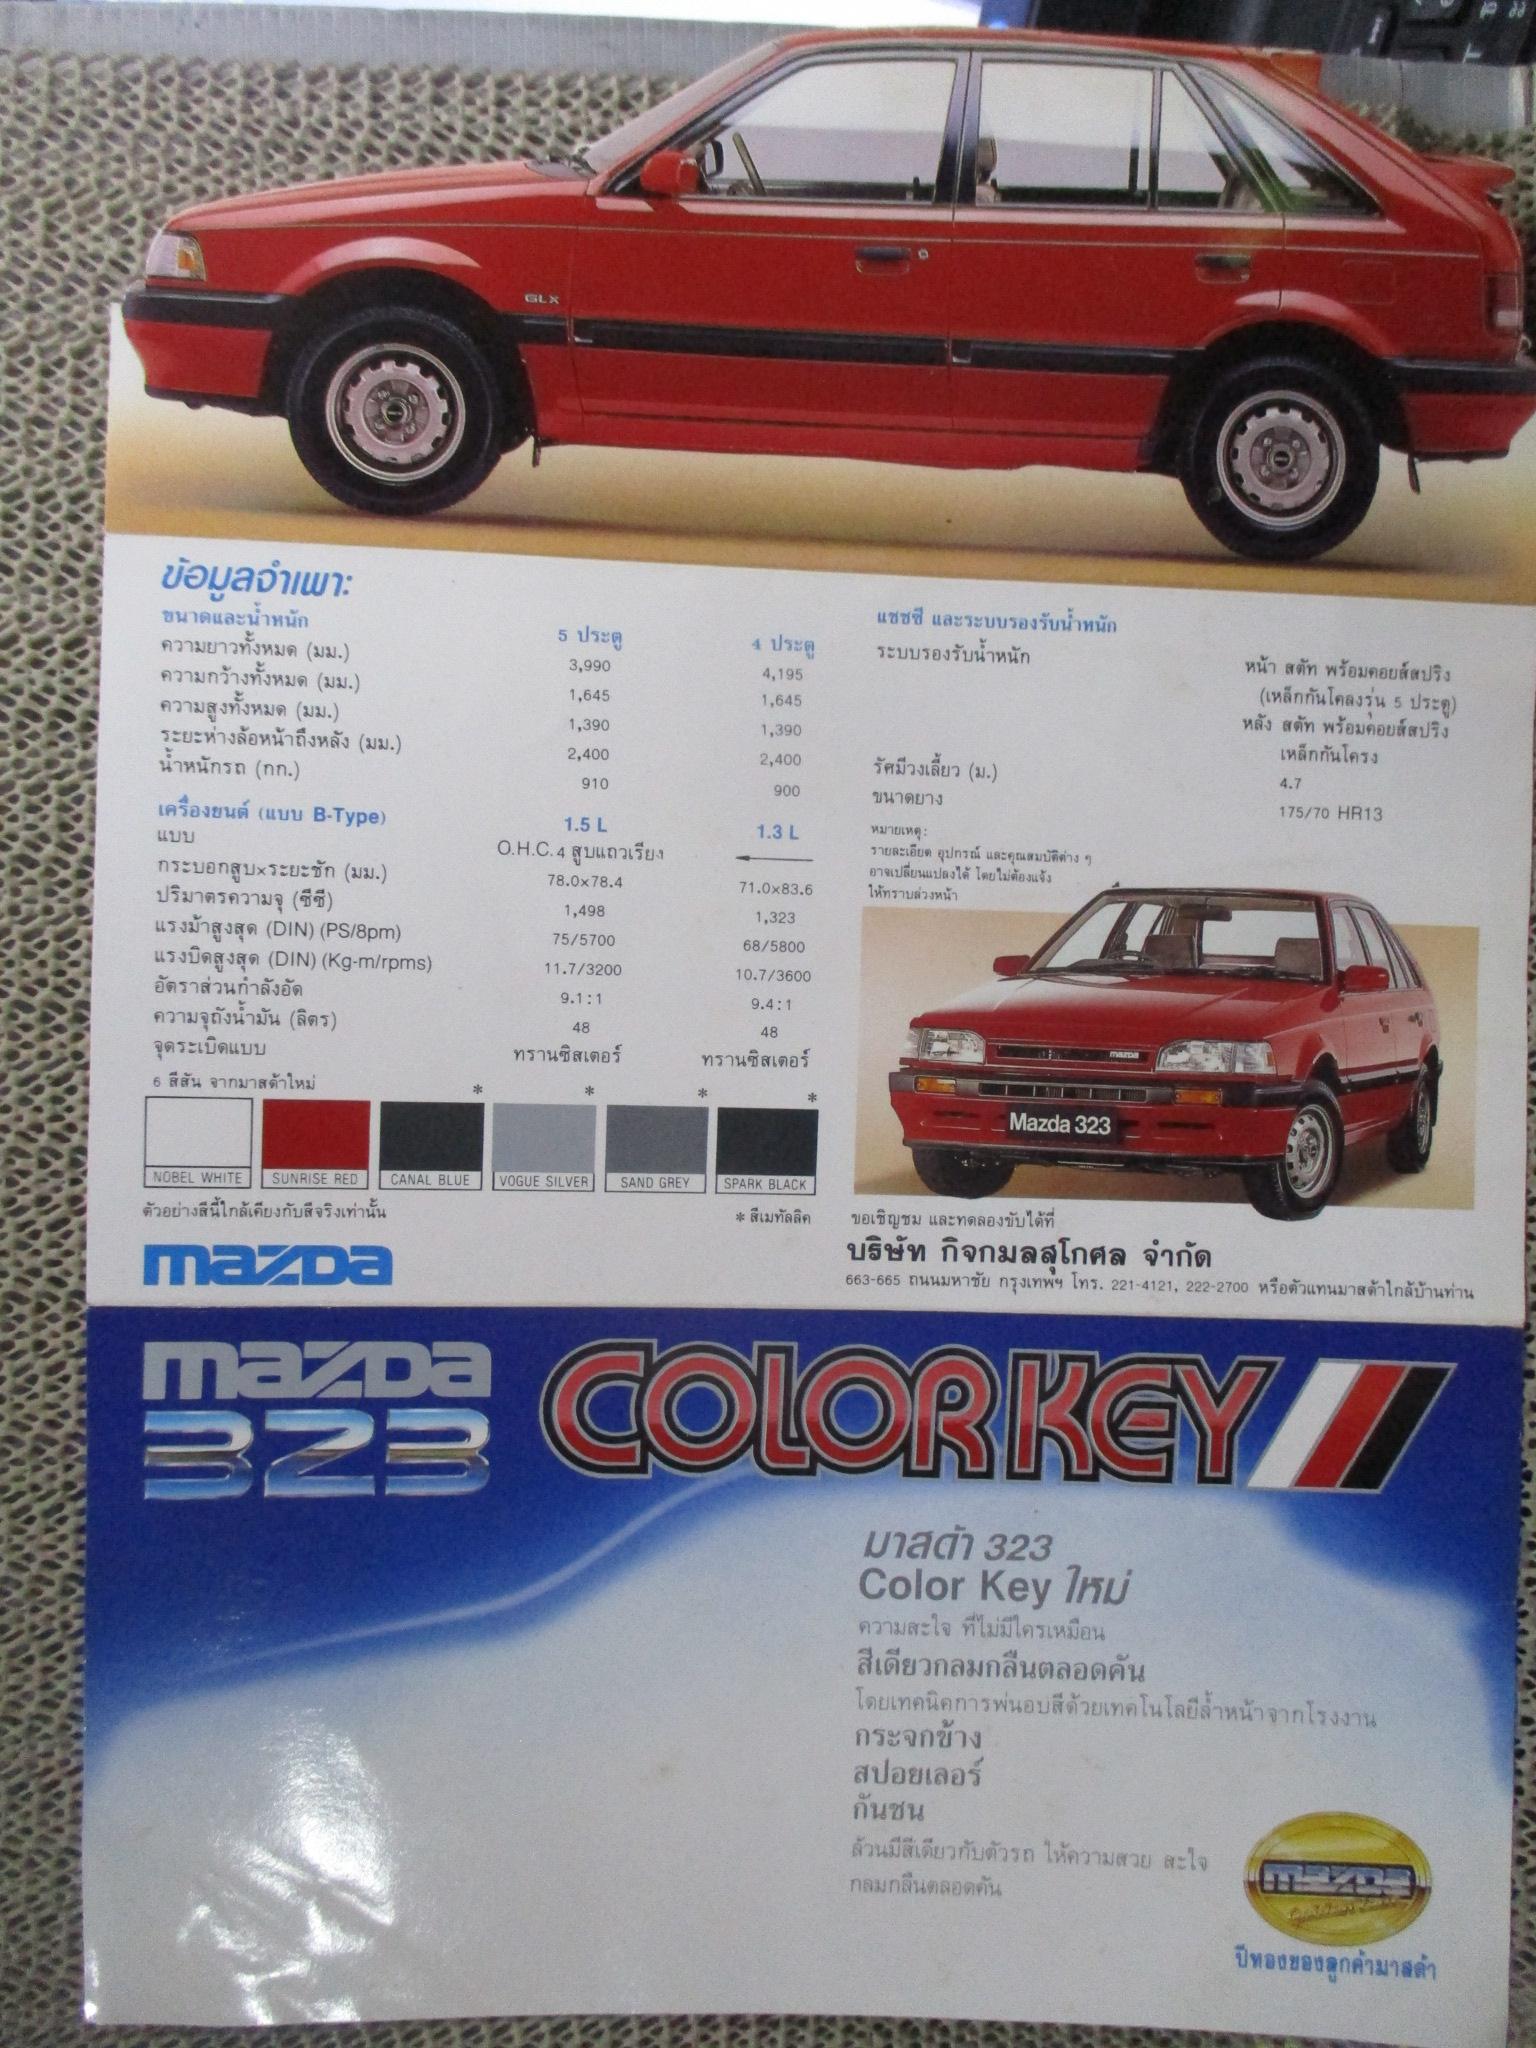 GLX
ข้อมูลจำเพาะ
ขนาดและน้ำหนัก 5 ประตู 4 ประตู
ความยาวทั้งหมด (มม.) 3,990 4,195
ความกว้างทั้งหมด (มม.) 1,645 1,645
ความสูงทั้งหมด (มม.) 1,390 1,390
ระยะห่างล้อหน้าถึงหลัง (มม.) 2,400 2,400
น้ำหนักรถ (กก.) 910 900
เครื่องยนต์ (แบบ B-Type) 1.5 L 1.3 L
แบบ O.H.C. 4 สูบแถวเรียง
กระบอกสูบ×ระยะชัก (มม.) 78.0×78.4 71.0×83.6
ปริมาตรความจุ (ซีซี) 1,498 1,323
แรงม้าสูงสุด (DIN) (PS/8pm) 75/5700 68/5800
แรงบิดสูงสุด (DIN) (Kg-m/rpms) 11.7/3200 10.7/3600
อัตราส่วนกำลังอัด 9.1:1 9.4:1
ความจุถังน้ำมัน (ลิตร) 48 48
จุดระเบิดแบบ ทรานซิสเตอร์ ทรานซิสเตอร์
แชชซี และระบบรองรับน้ำหนัก
ระบบรองรับน้ำหนัก หน้า สตัท พร้อมคอยส์สปริง
(เหล็กกันโคลงรุ่น 5 ประตู)
หลัง สตัท พร้อมคอยส์สปริง
เหล็กกันโครง
รัศมีวงเลี้ยว (ม.) 4.7
ขนาดยาง 175/70 HR13
หมายเหตุ:
รายละเอียด อุปกรณ์ และคุณสมบัติต่าง ๆ
อาจเปลี่ยนแปลงได้ โดยไม่ต้องแจ้ง
ให้ทราบล่วงหน้า
mazda
Mazda 323
6 สีสัน จากมาสด้าใหม่ * * * *
NOBEL WHITE SUNRISE RED CANAL BLUE VOGUE SILVER SAND GREY SPARK BLACK
ตัวอย่างสีนี้ใกล้เคียงกับสีจริงเท่านั้น * สีเมทัลลิค
mazda
ขอเชิญชม และทดลองขับได้ที่
บริษัท กิจกมลสุโกศล จำกัด
663-665 ถนนมหาชัย กรุงเทพฯ โทร. 221-4121, 222-2700 หรือตัวแทนมาสด้าใกล้บ้านท่าน
mazda
323
COLOR KEY
มาสด้า 323
Color Key ใหม่
ความสะใจ ที่ไม่มีใครเหมือน
สีเดียวกลมกลืนตลอดคัน
โดยเทคนิคการพ่นอบสีด้วยเทคโนโลยีล้ำหน้าจากโรงงาน
กระจกข้าง
สปอยเลอร์
กันชน
ล้วนมีสีเดียวกับตัวรถ ให้ความสวย สะใจ
กลมกลืนตลอดคัน
mazda
ปีทองของลูกค้ามาสด้า